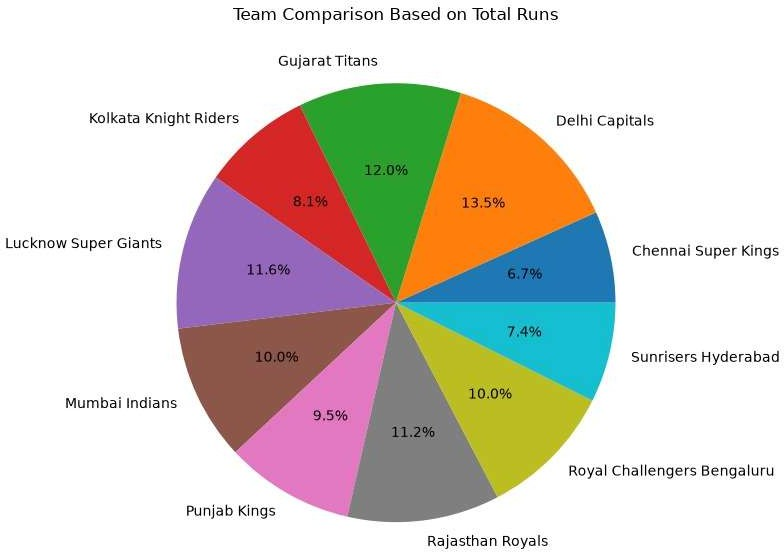 Team Comparison Based on Total Runs
Gujarat Titans
Delhi Capitals
Kolkata Knight Riders
12.0%
13.5%
8.1%
Lucknow Super Giants
11.6%
Chennai Super Kings
6.7%
7.4%
Sunrisers Hyderabad
10.0%
Mumbai Indians
10.0%
9.5%
11.2%
Royal Challengers Bengaluru
Punjab Kings
Rajasthan Royals